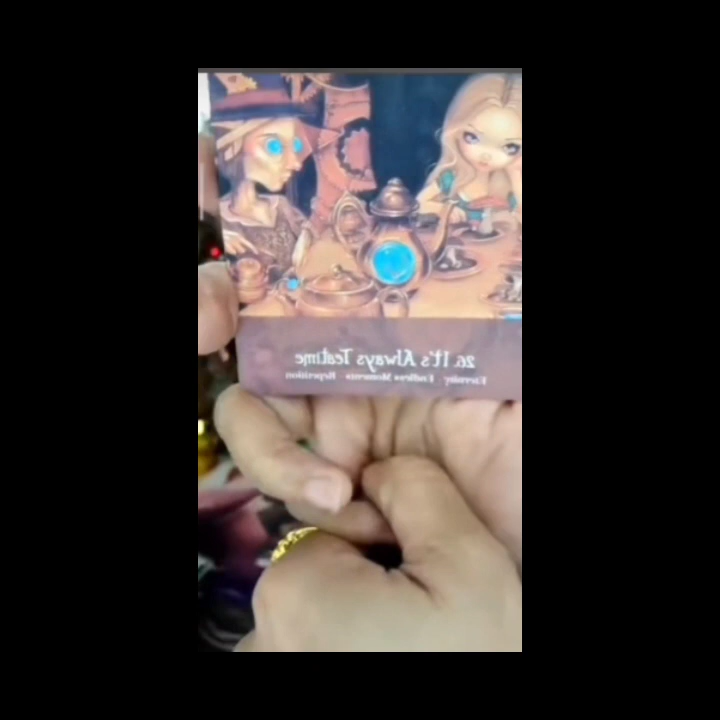 26. It's Always Teatime
Eternity · Endless Moments · Repetition